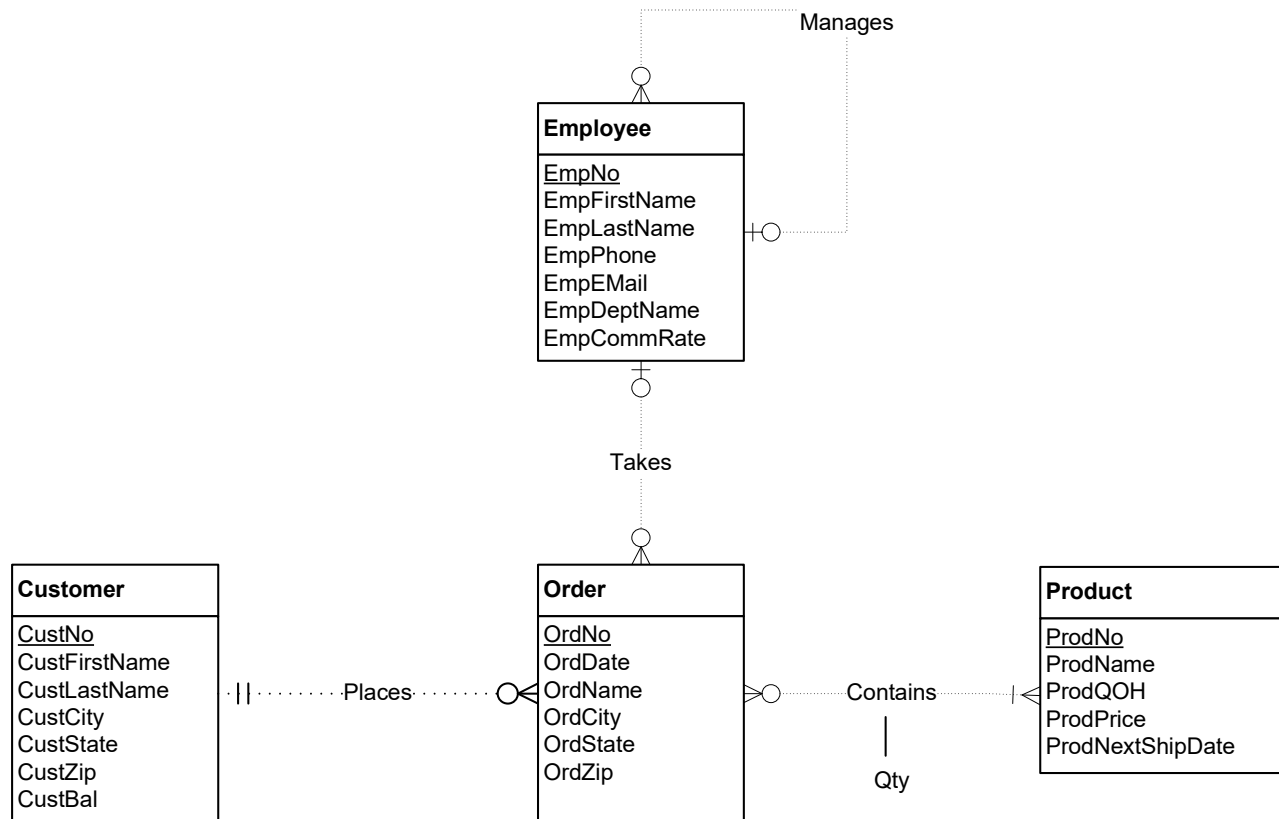 Manages
Employee
EmpNo
EmpFirstName
EmpLastName
EmpPhone
EmpEMail
EmpDeptName
EmpCommRate
Takes
Customer
CustNo
CustFirstName
CustLastName
CustCity
CustState
CustZip
CustBal
Places
Order
OrdNo
OrdDate
OrdName
OrdCity
OrdState
OrdZip
Contains
Qty
Product
ProdNo
ProdName
ProdQOH
ProdPrice
ProdNextShipDate